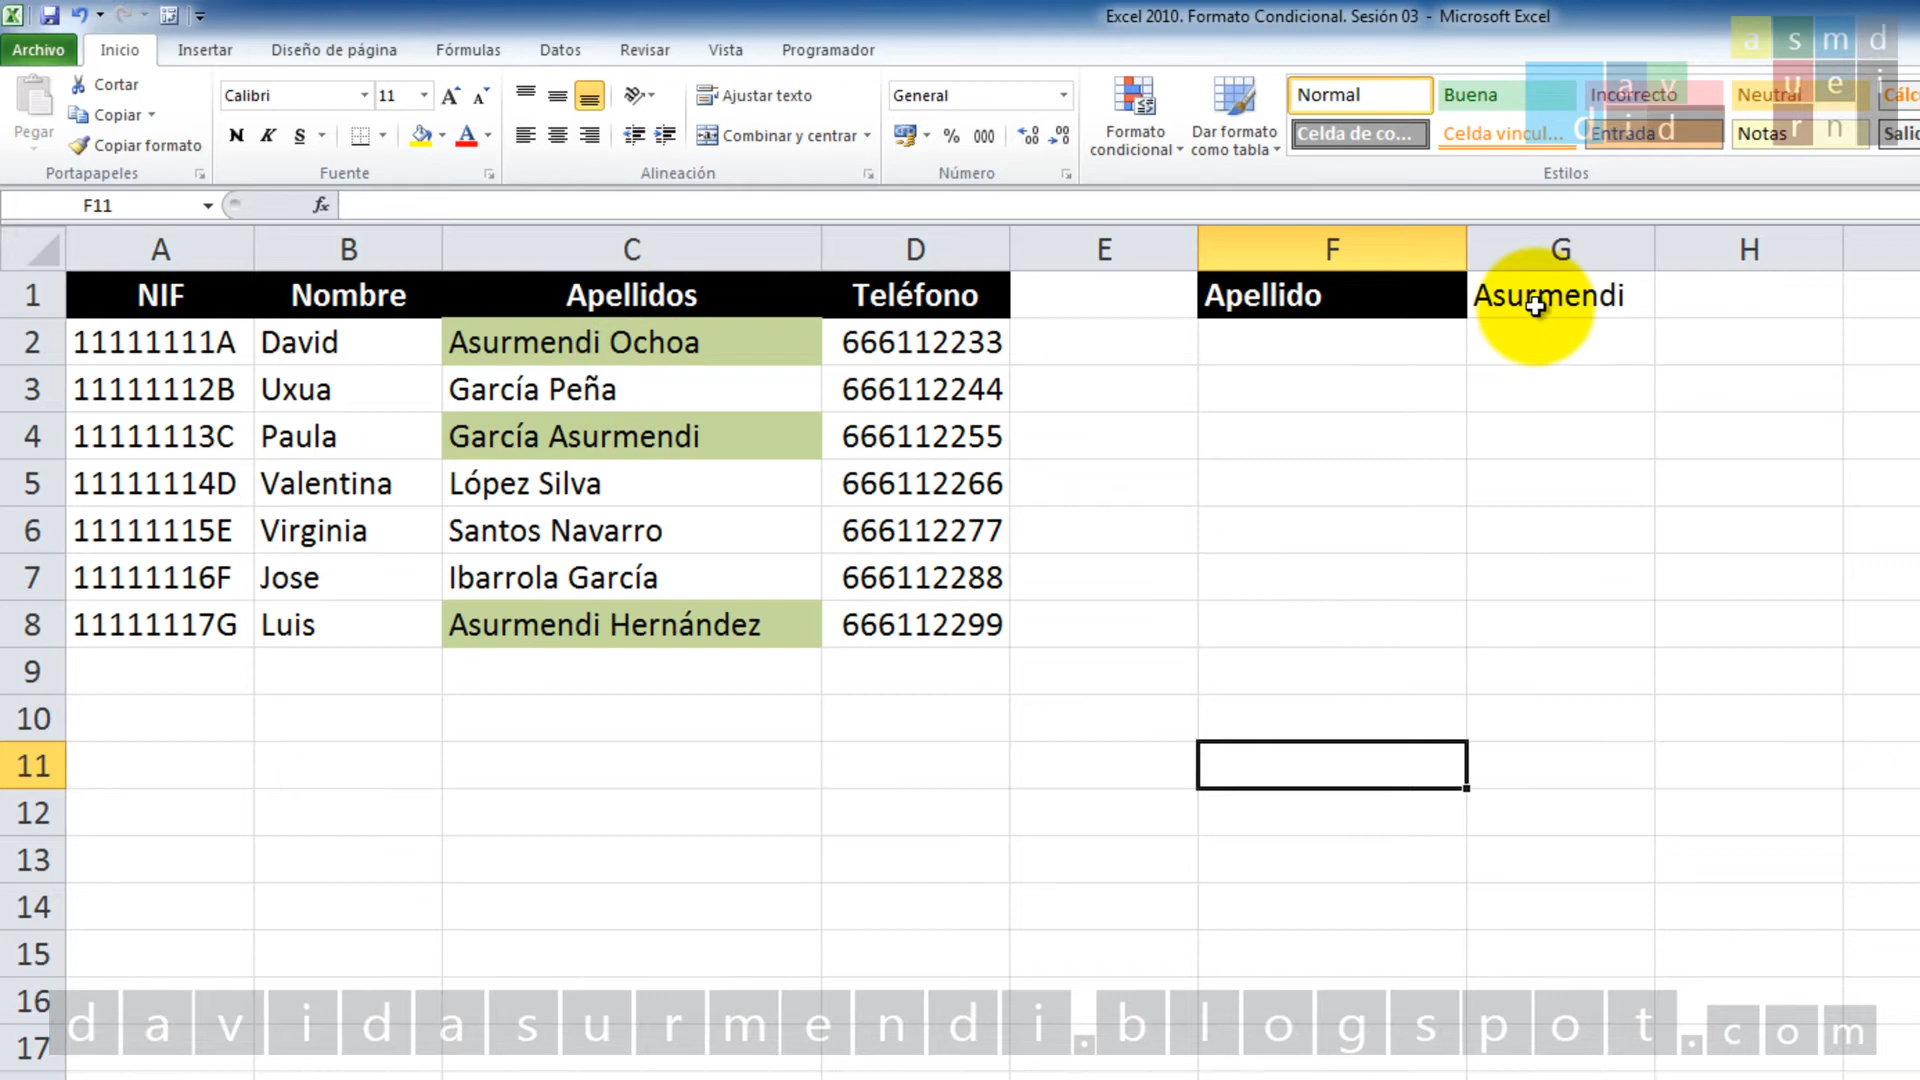 Excel 2010. Formato Condicional. Sesión 03 - Microsoft Excel
Archivo Inicio Insertar Diseño de página Fórmulas Datos Revisar Vista Programador
Pegar
Cortar
Copiar
Copiar formato
Portapapeles
Calibri 11
N K S
Fuente
Ajustar texto
Combinar y centrar
Alineación
General
% 000
Número
Formato condicional
Dar formato como tabla
Normal Buena Incorrecto Neutral
Celda de co... Celda vincul... Entrada Notas
Estilos
asmd
a v u e i
d i d r n
F11 fx
A B C D E F G H
1 NIF Nombre Apellidos Teléfono Apellido Asurmendi
2 11111111A David Asurmendi Ochoa 666112233
3 11111112B Uxua García Peña 666112244
4 11111113C Paula García Asurmendi 666112255
5 11111114D Valentina López Silva 666112266
6 11111115E Virginia Santos Navarro 666112277
7 11111116F Jose Ibarrola García 666112288
8 11111117G Luis Asurmendi Hernández 666112299
9
10
11
12
13
14
15
16
17
davidasurmendi.blogspot.com